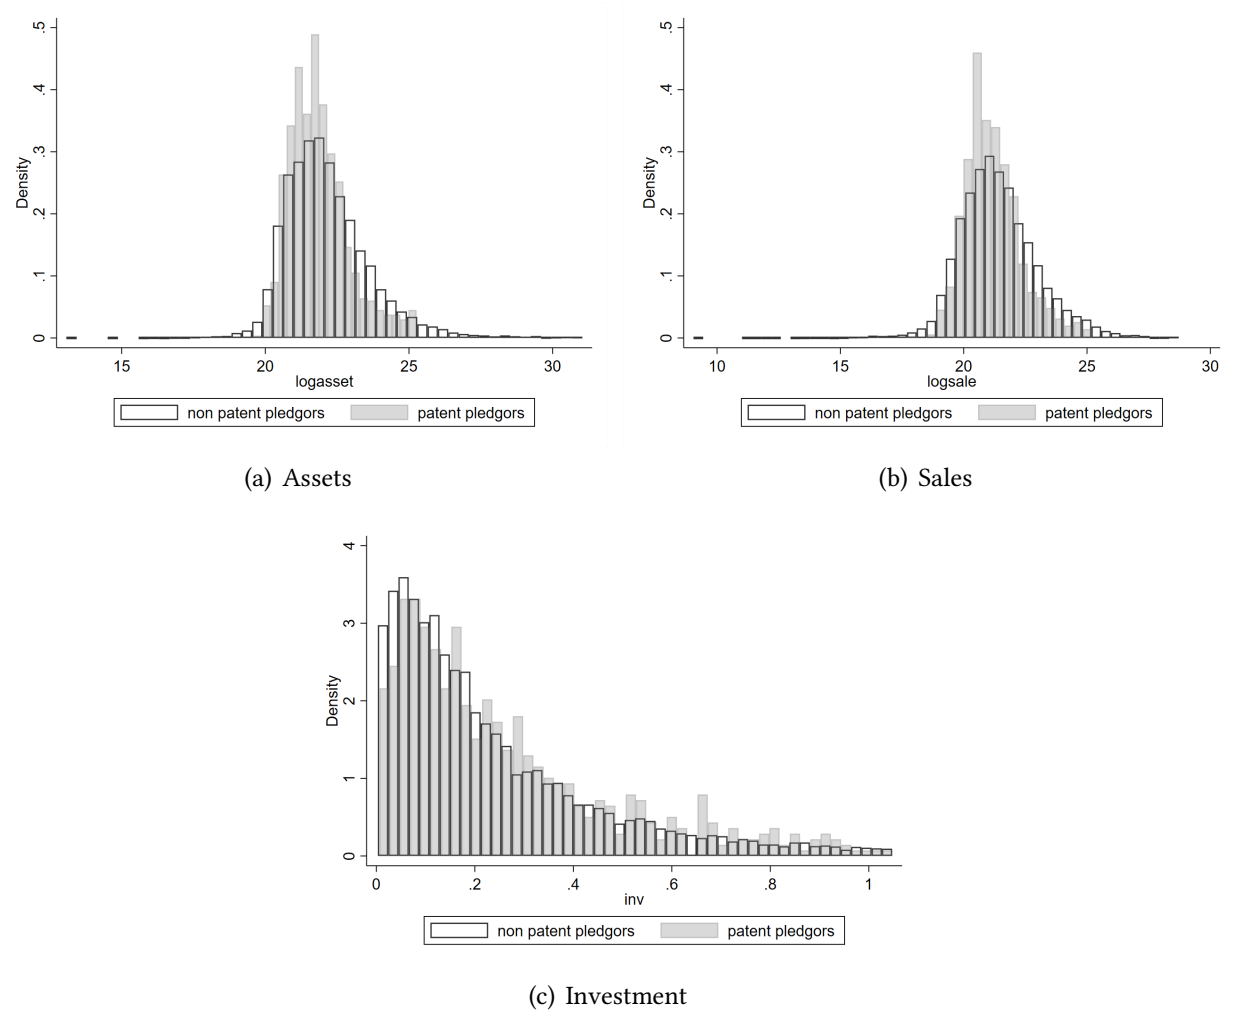 .5
.4
.3
.2
.1
0
Density
15 20 25 30
logasset
non patent pledgors patent pledgors
(a) Assets
.5
.4
.3
.2
.1
0
Density
10 15 20 25 30
logsale
non patent pledgors patent pledgors
(b) Sales
4
3
2
1
0
Density
0 .2 .4 .6 .8 1
inv
non patent pledgors patent pledgors
(c) Investment